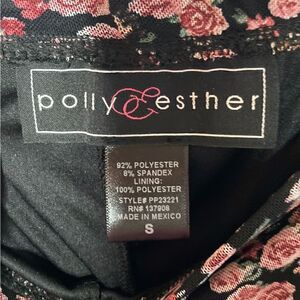 polly & esther
92% POLYESTER
8% SPANDEX
LINING:
100% POLYESTER
STYLE# PP23221
RN# 137908
MADE IN MEXICO
S